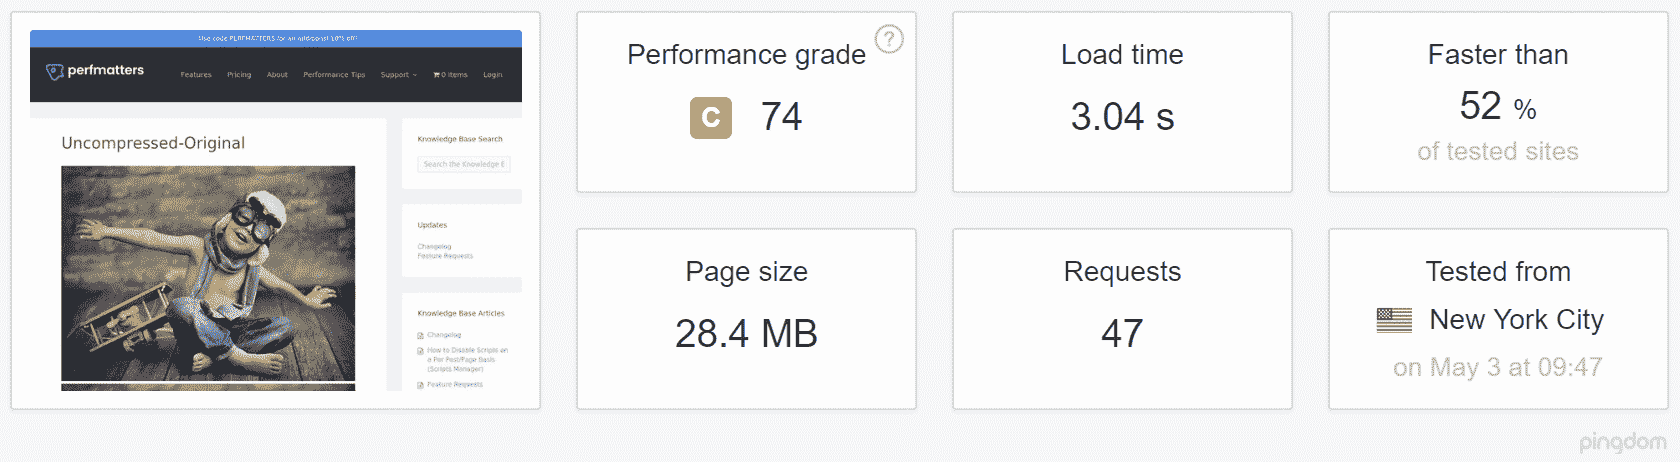 Use code PERFMATTERS for an additional 10% off!
perfmatters
Features Pricing About Performance Tips Support 0 Items Login
Uncompressed-Original
Knowledge Base Search
Search the Knowledge E
Updates
Changelog
Feature Requests
Knowledge Base Articles
Changelog
How to Disable Scripts on
a Per Post/Page Basis
(Scripts Manager)
Feature Requests
Performance grade
?
C 74
Load time
3.04 s
Faster than
52 %
of tested sites
Page size
28.4 MB
Requests
47
Tested from
New York City
on May 3 at 09:47
pingdom